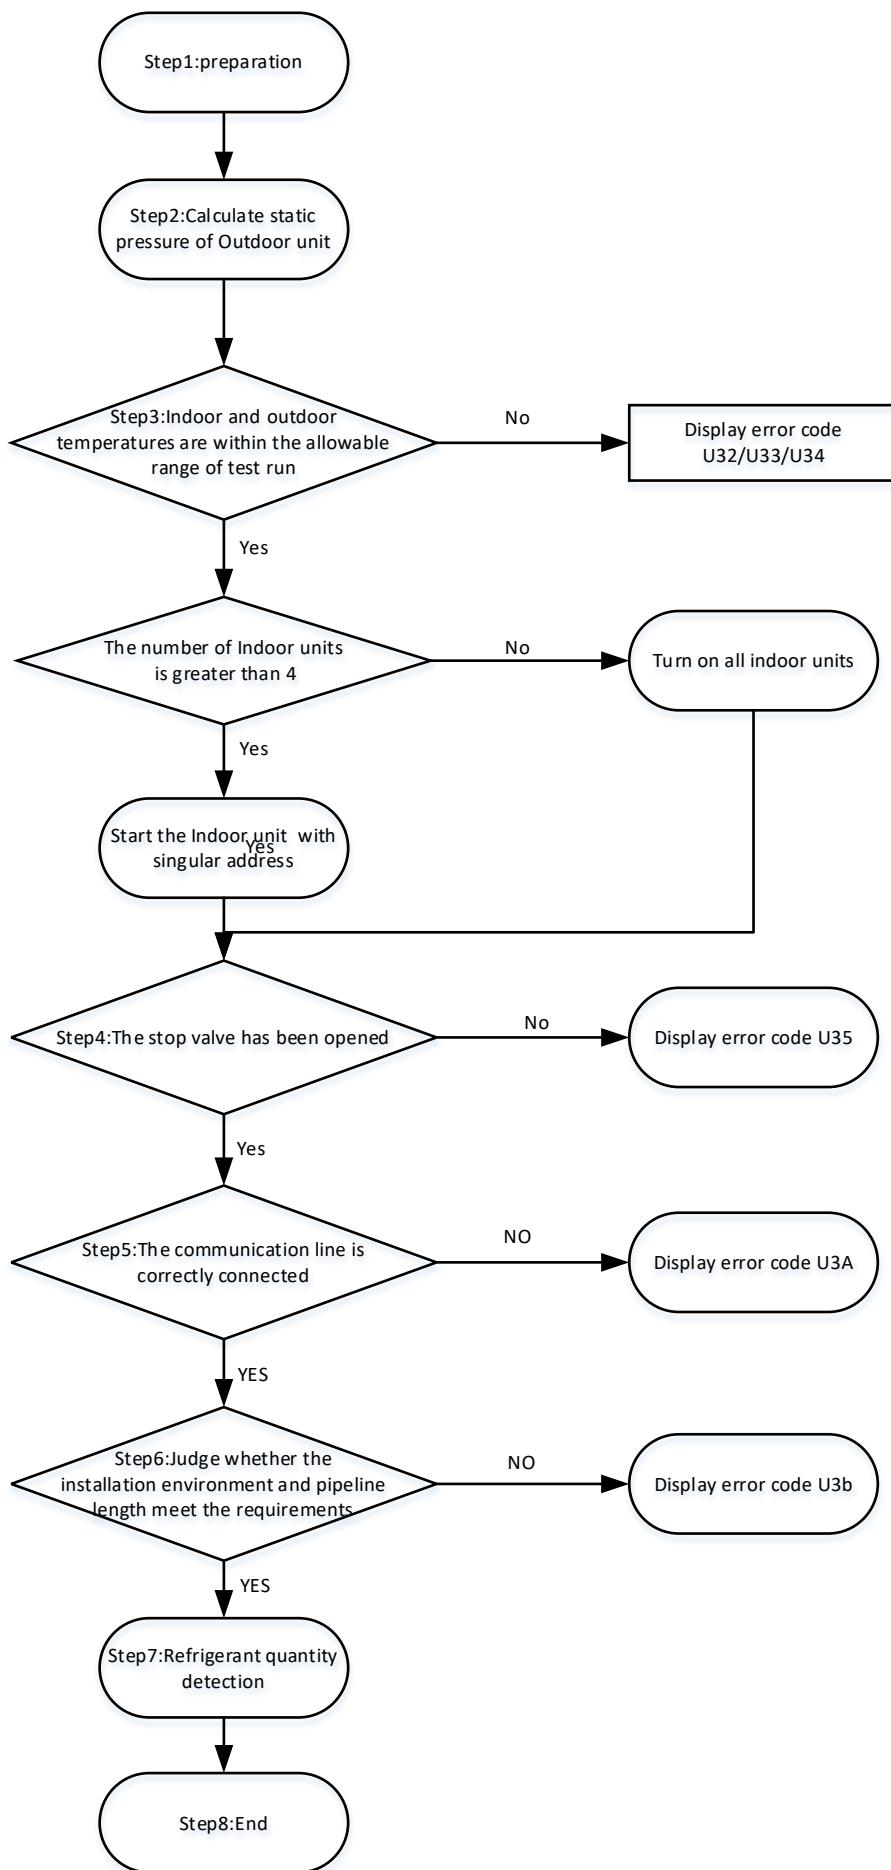 Step1:preparation
Step2:Calculate static
pressure of Outdoor unit
Step3:Indoor and outdoor
temperatures are within the allowable
range of test run
No
Display error code
U32/U33/U34
Yes
The number of Indoor units
is greater than 4
No
Turn on all indoor units
Yes
Start the Indoor unit with
singular address
Yes
Step4:The stop valve has been opened
No
Display error code U35
Yes
Step5:The communication line is
correctly connected
NO
Display error code U3A
YES
Step6:Judge whether the
installation environment and pipeline
length meet the requirements
NO
Display error code U3b
YES
Step7:Refrigerant quantity
detection
Step8:End